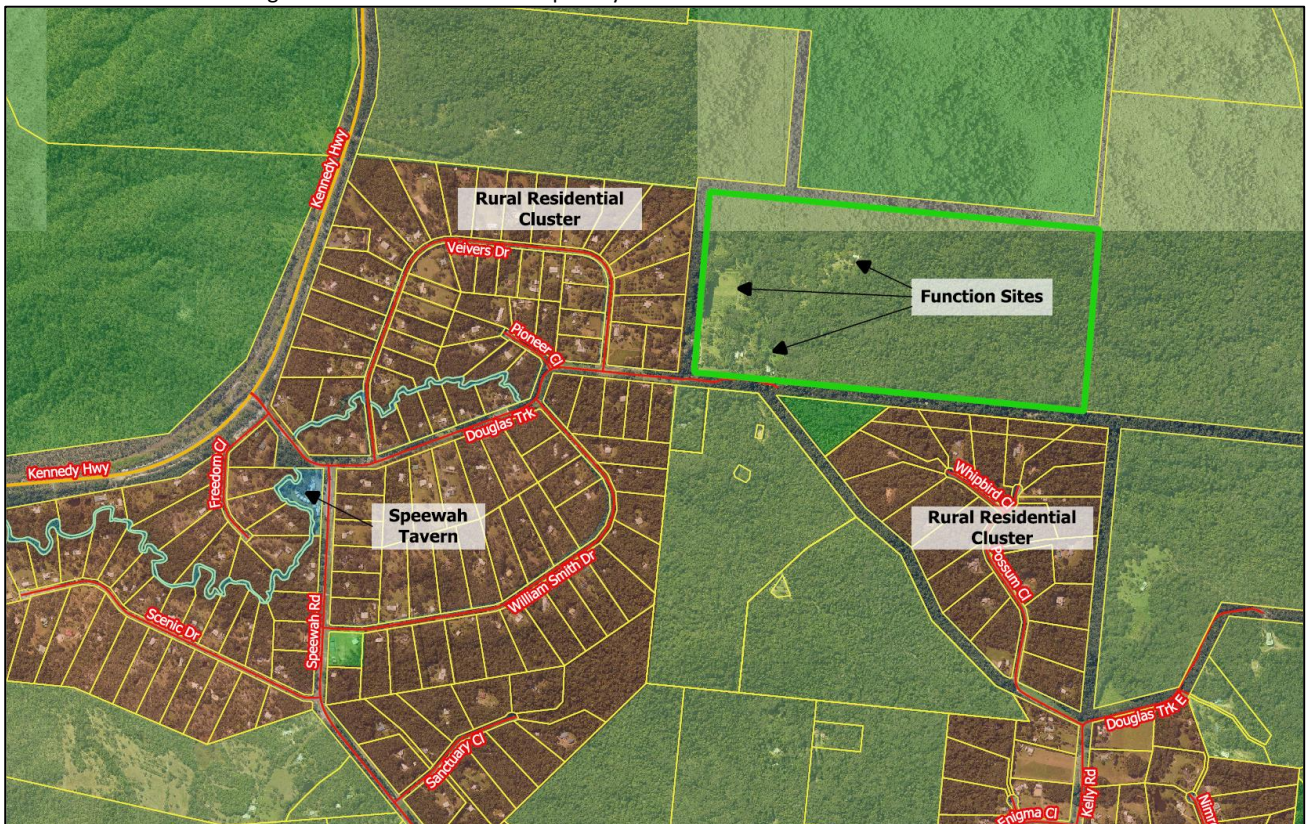 Kennedy Hwy
Rural Residential
Cluster
Veivers Dr
Function Sites
Pioneer Cl
Douglas Trk
Kennedy Hwy
Freedom Cl
Speewah
Tavern
Whipbird Cl
Rural Residential
Cluster
Possum Cl
William Smith Dr
Scenic Dr
Speewah Rd
Sanctuary Cl
Douglas Trk E
Kelly Rd
Enigma Cl